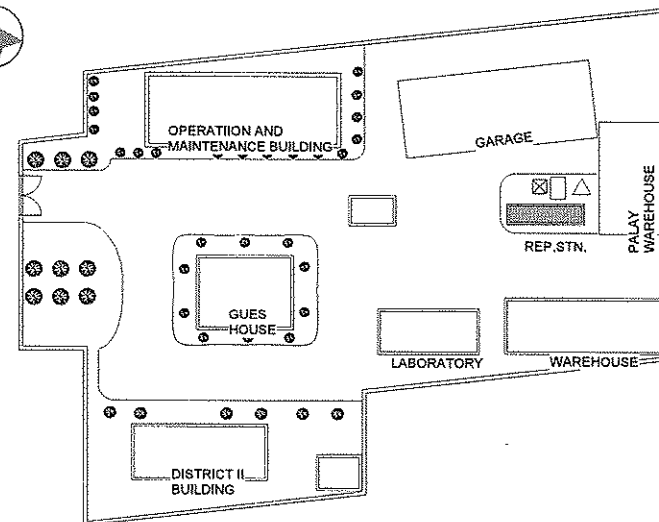 OPERATIION AND
MAINTENANCE BUILDING
GARAGE
PALAY
WAREHOUSE
REP.STN.
GUES
HOUSE
LABORATORY
WAREHOUSE
DISTRICT II
BUILDING